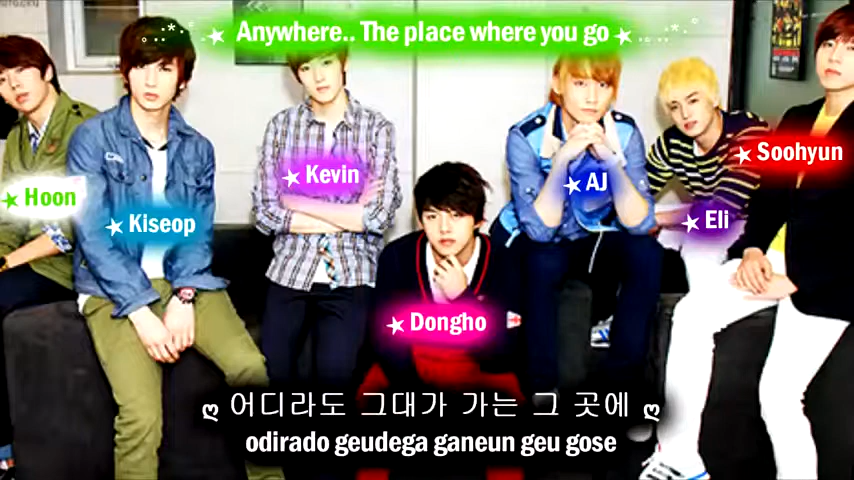 Anywhere.. The place where you go
Soohyun
Kevin
AJ
Hoon
Eli
Kiseop
Dongho
어디라도 그대가 가는 그 곳에
odirado geudega ganeun geu gose